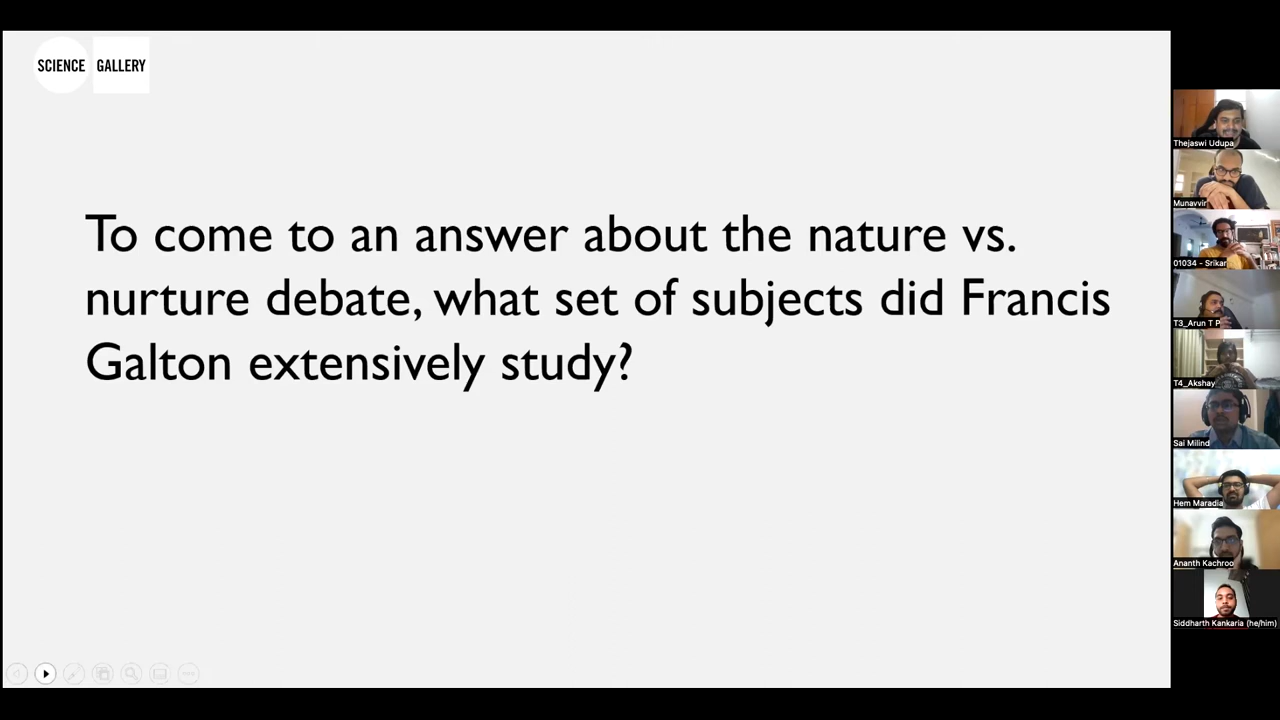 SCIENCE GALLERY
To come to an answer about the nature vs.
nurture debate, what set of subjects did Francis
Galton extensively study?
Thejaswi Udupa
Munavvir
01034 - Srikar
T3_Arun T P
T4_Akshay
Sai Milind
Hem Maradia
Ananth Kachroo
Siddharth Kankaria (he/him)